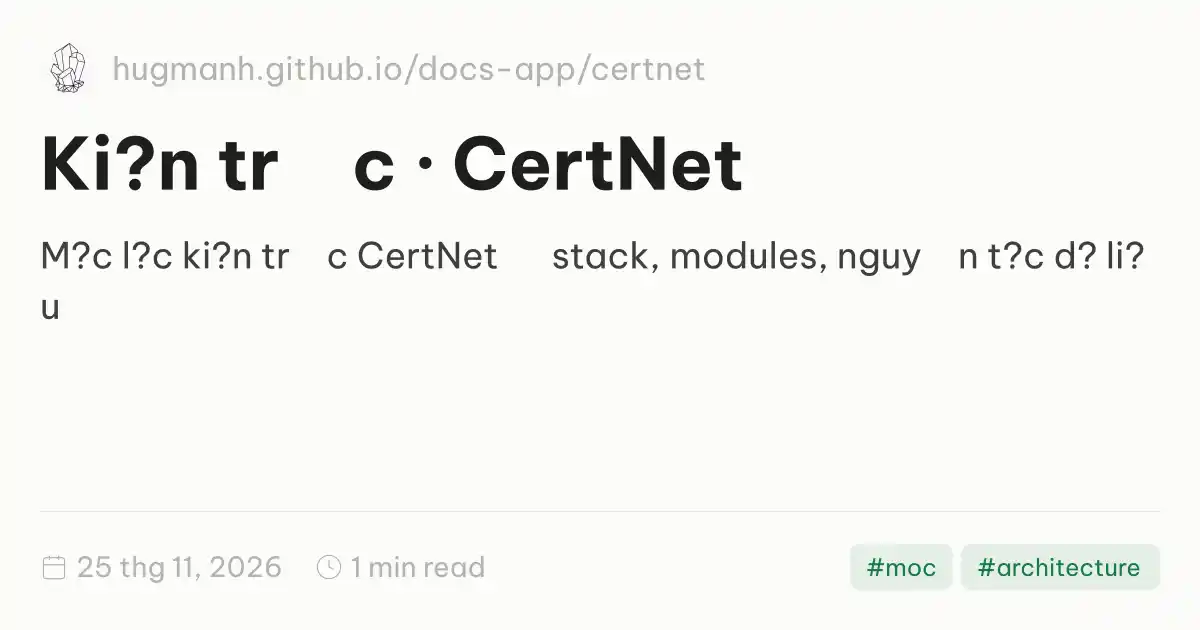 hugmanh.github.io/docs-app/certnet
Ki?n tr c · CertNet
M?c l?c ki?n tr c CertNet stack, modules, nguy n t?c d? li?
u
25 thg 11, 2026 1 min read #moc #architecture